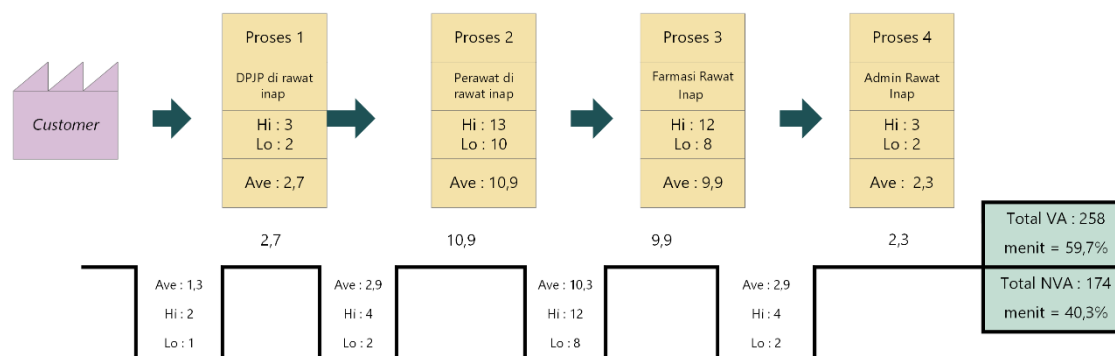 Customer
Proses 1
DPJP di rawat
inap
Hi : 3
Lo : 2
Ave : 2,7
Proses 2
Perawat di
rawat inap
Hi : 13
Lo : 10
Ave : 10,9
Proses 3
Farmasi Rawat
Inap
Hi : 12
Lo : 8
Ave : 9,9
Proses 4
Admin Rawat
Inap
Hi : 3
Lo : 2
Ave : 2,3
2,7
10,9
9,9
2,3
Ave : 1,3
Hi : 2
Lo : 1
Ave : 2,9
Hi : 4
Lo : 2
Ave : 10,3
Hi : 12
Lo : 8
Ave : 2,9
Hi : 4
Lo : 2
Total VA : 258
menit = 59,7%
Total NVA : 174
menit = 40,3%